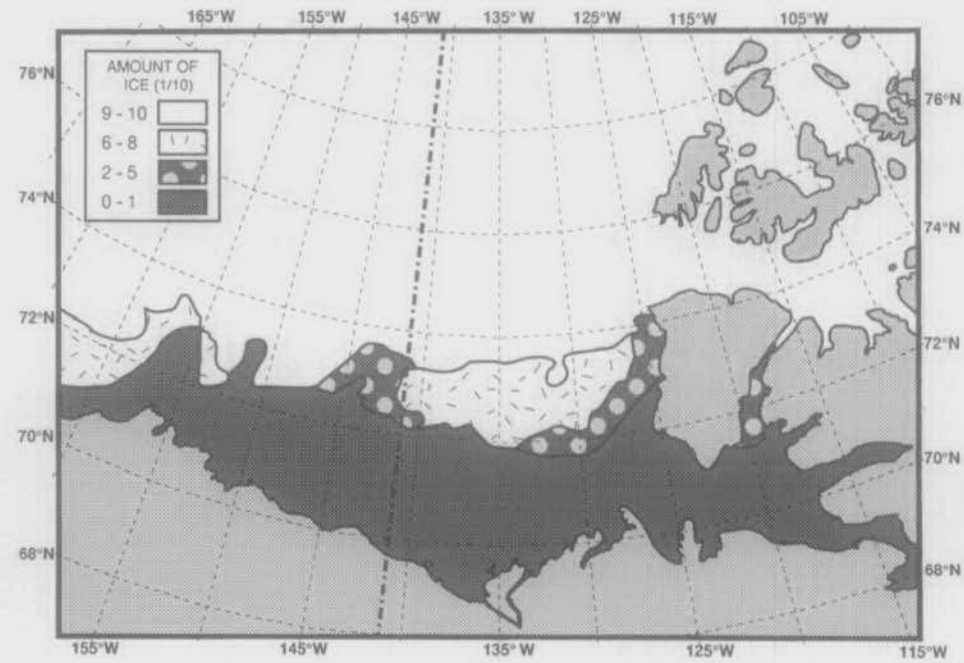 165°W 155°W 145°W 135°W 125°W 115°W 105°W
76°N
74°N
72°N
70°N
68°N
AMOUNT OF
ICE (1/10)
9 - 10
6 - 8
2 - 5
0 - 1
76°N
74°N
72°N
70°N
68°N
155°W 145°W 135°W 125°W 115°W